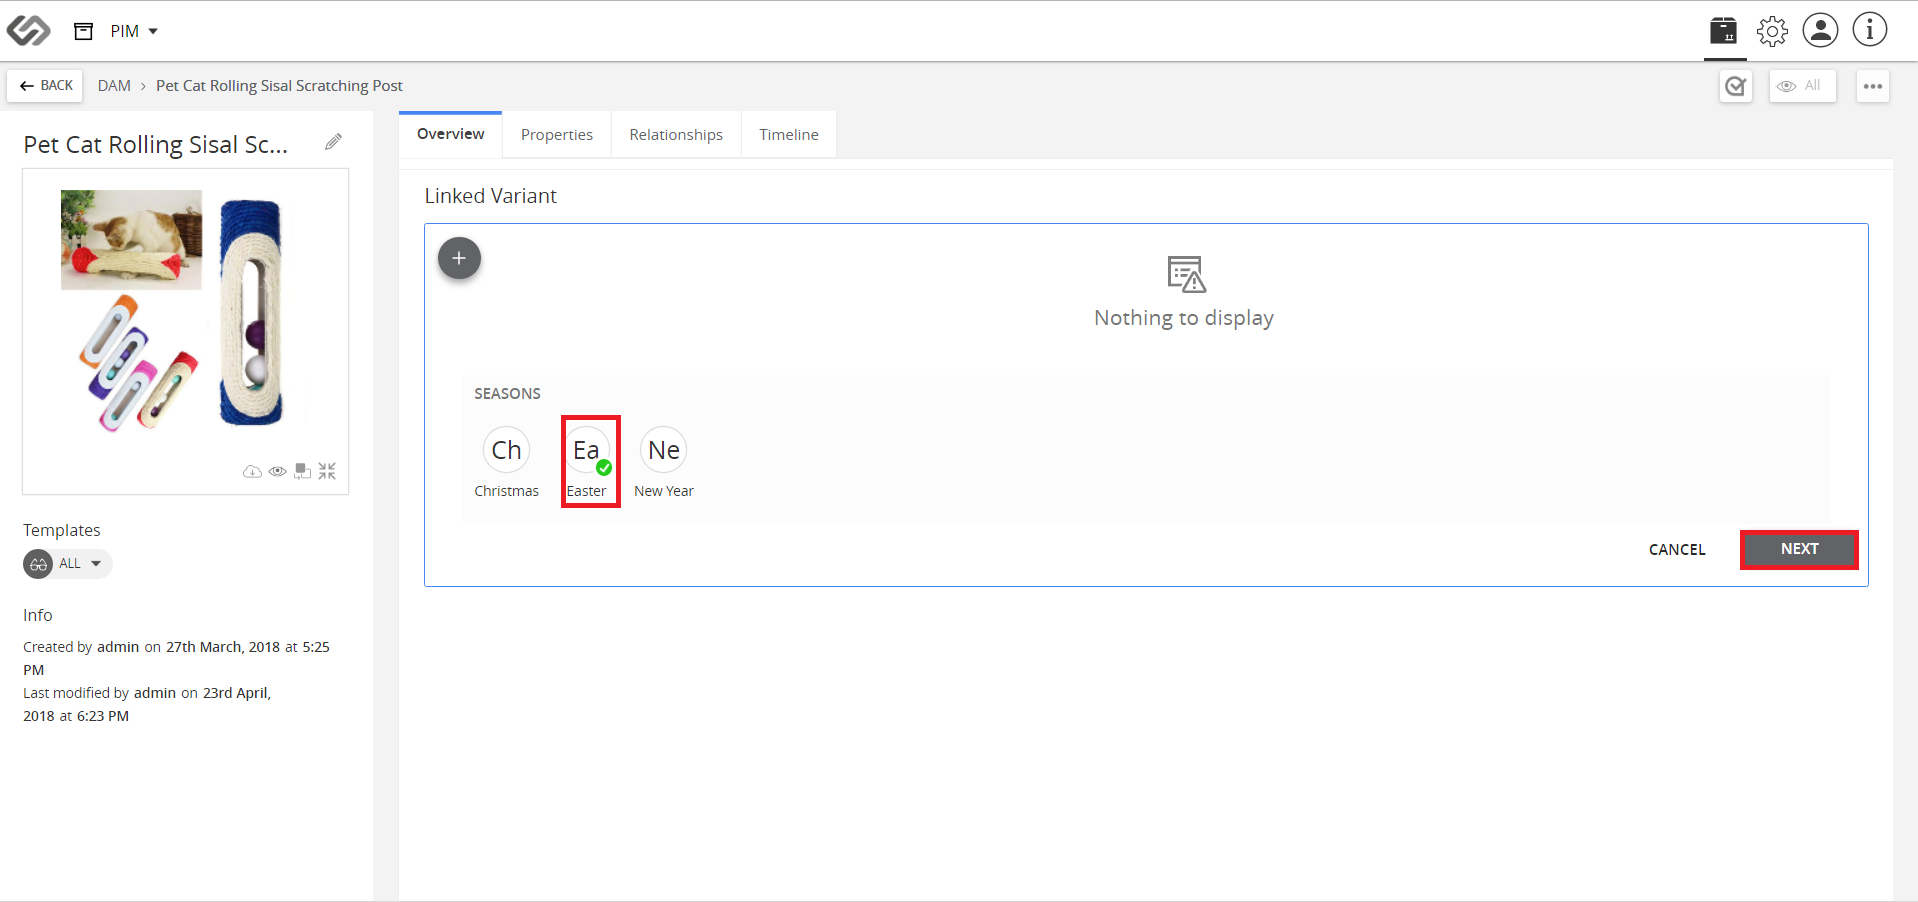 PIM
BACK
DAM › Pet Cat Rolling Sisal Scratching Post
All
Pet Cat Rolling Sisal Sc...
Templates
ALL
Info
Created by admin on 27th March, 2018 at 5:25
PM
Last modified by admin on 23rd April,
2018 at 6:23 PM
Overview
Properties
Relationships
Timeline
Linked Variant
Nothing to display
SEASONS
Ch
Ea
Ne
Christmas
Easter
New Year
CANCEL
NEXT